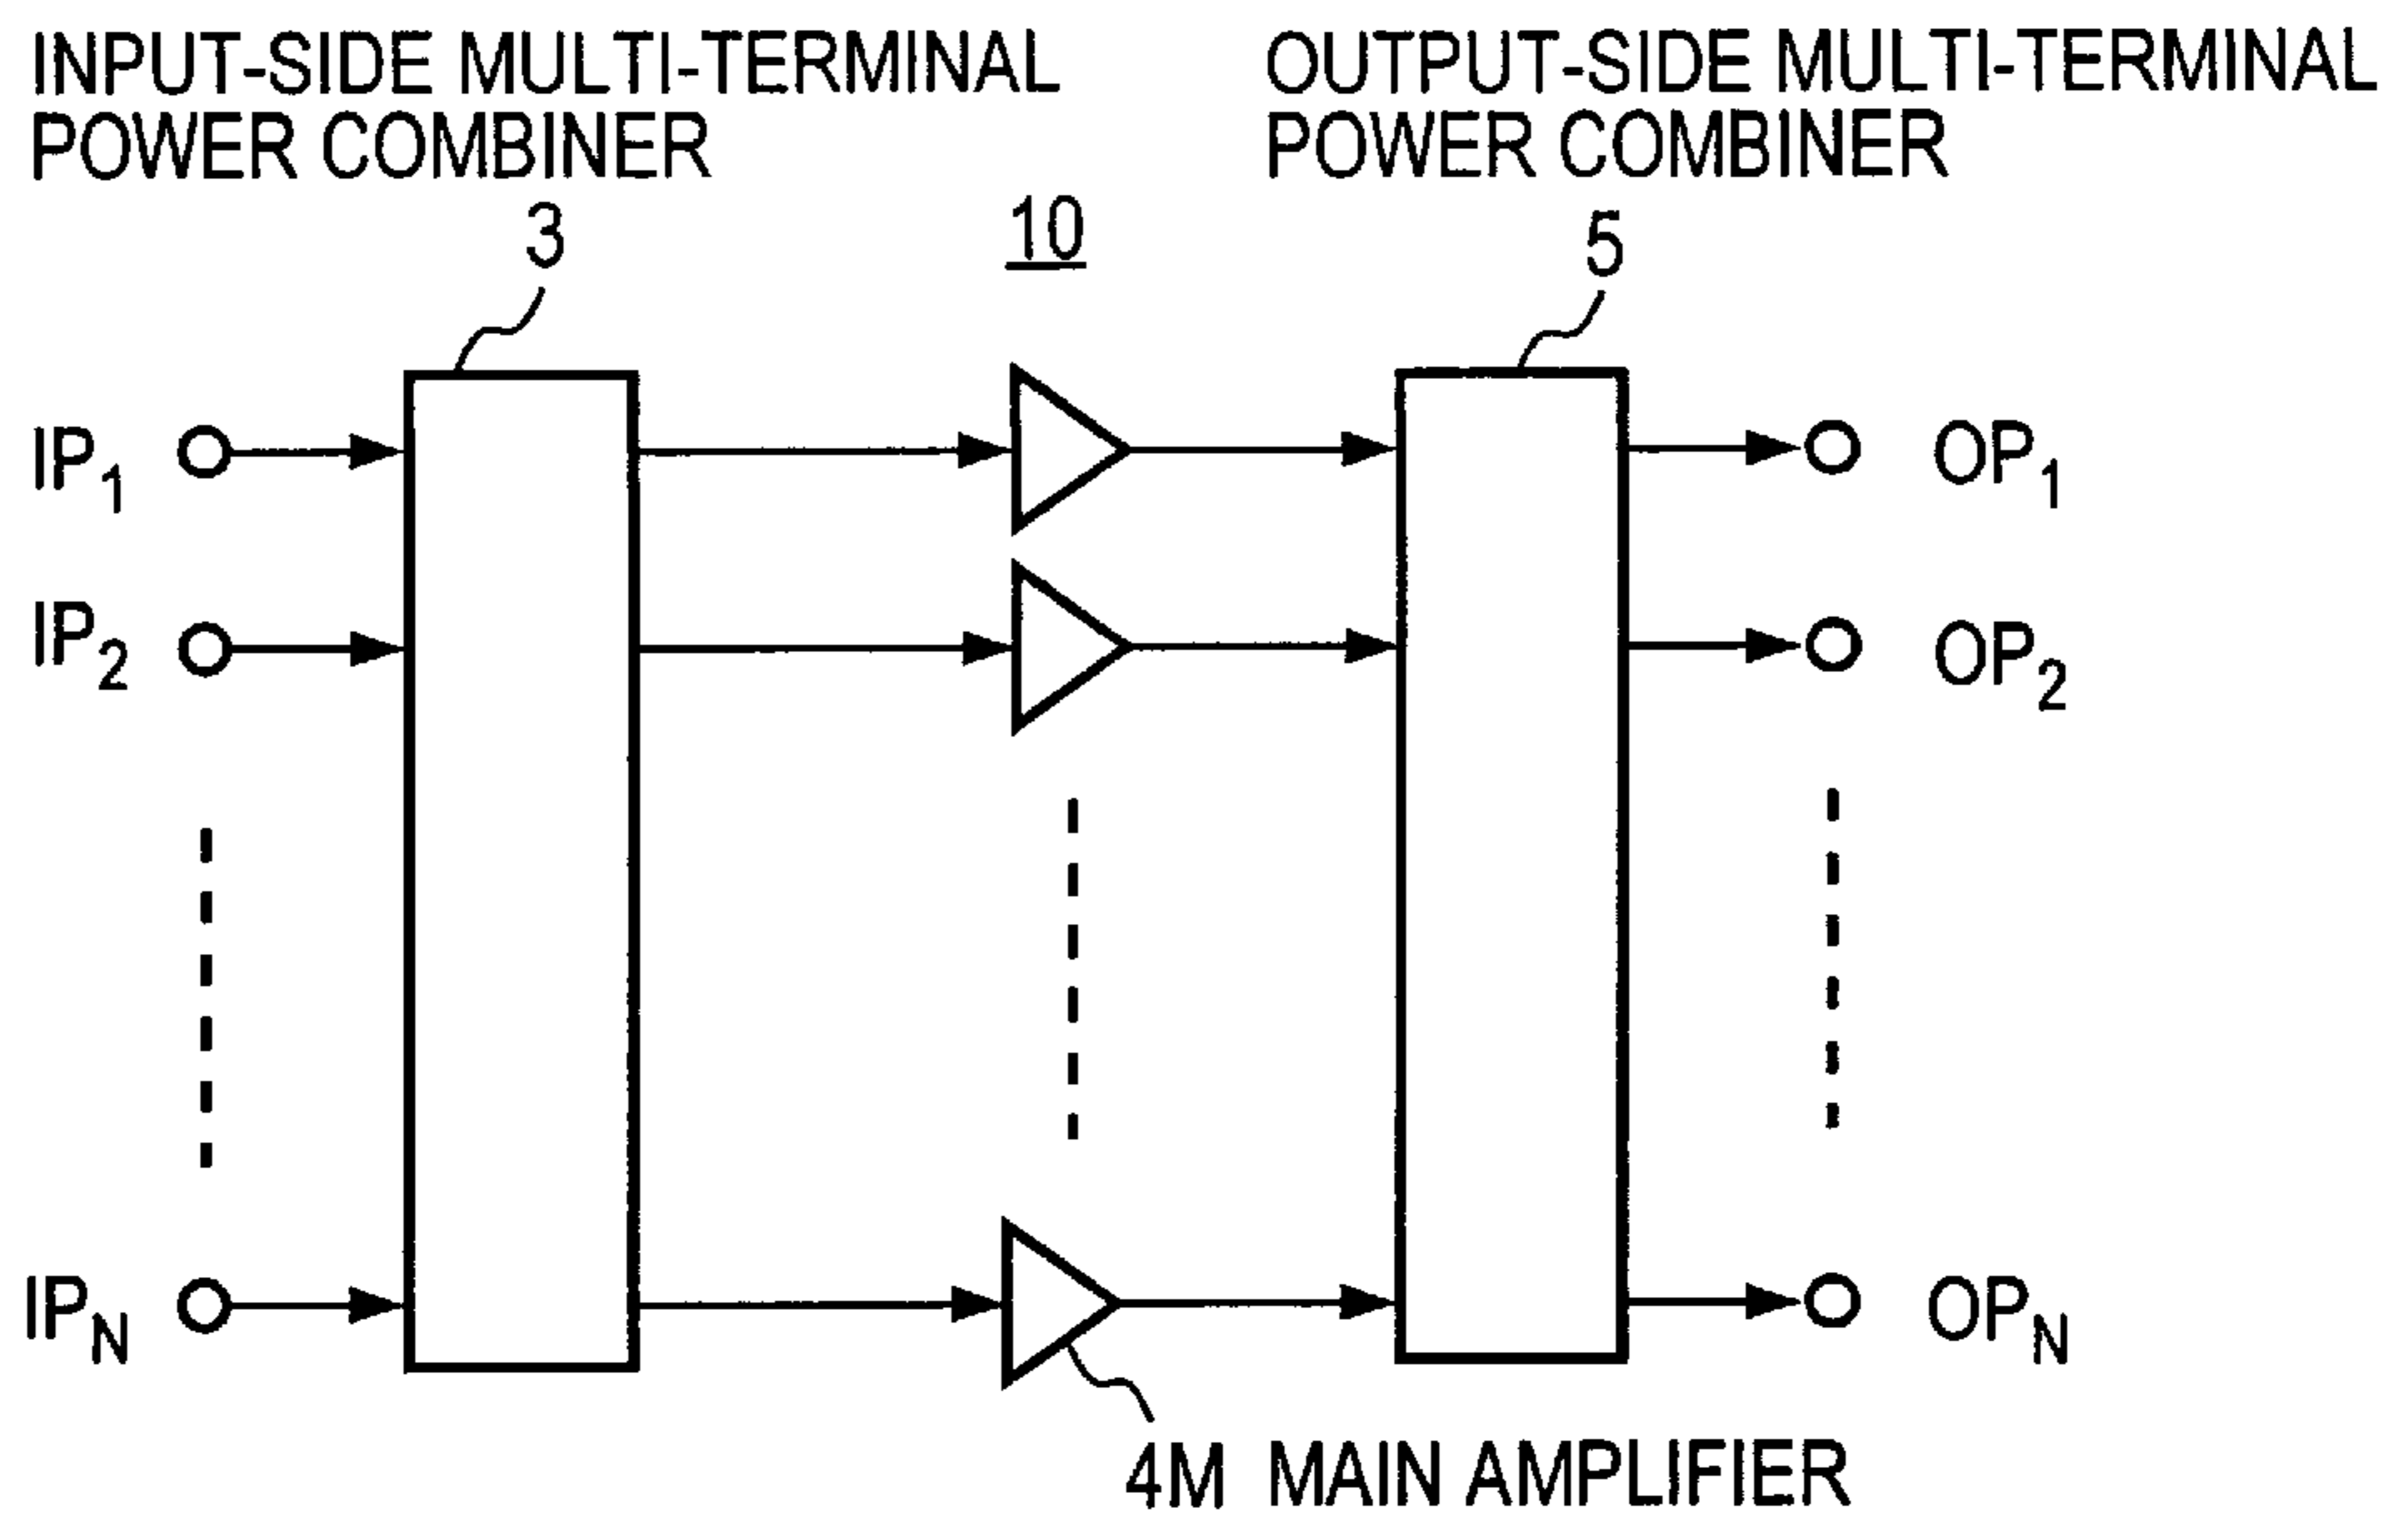 INPUT-SIDE MULTI-TERMINAL
POWER COMBINER
OUTPUT-SIDE MULTI-TERMINAL
POWER COMBINER
3
10
5
IP1
OP1
IP2
OP2
IPN
OPN
4M MAIN AMPLIFIER